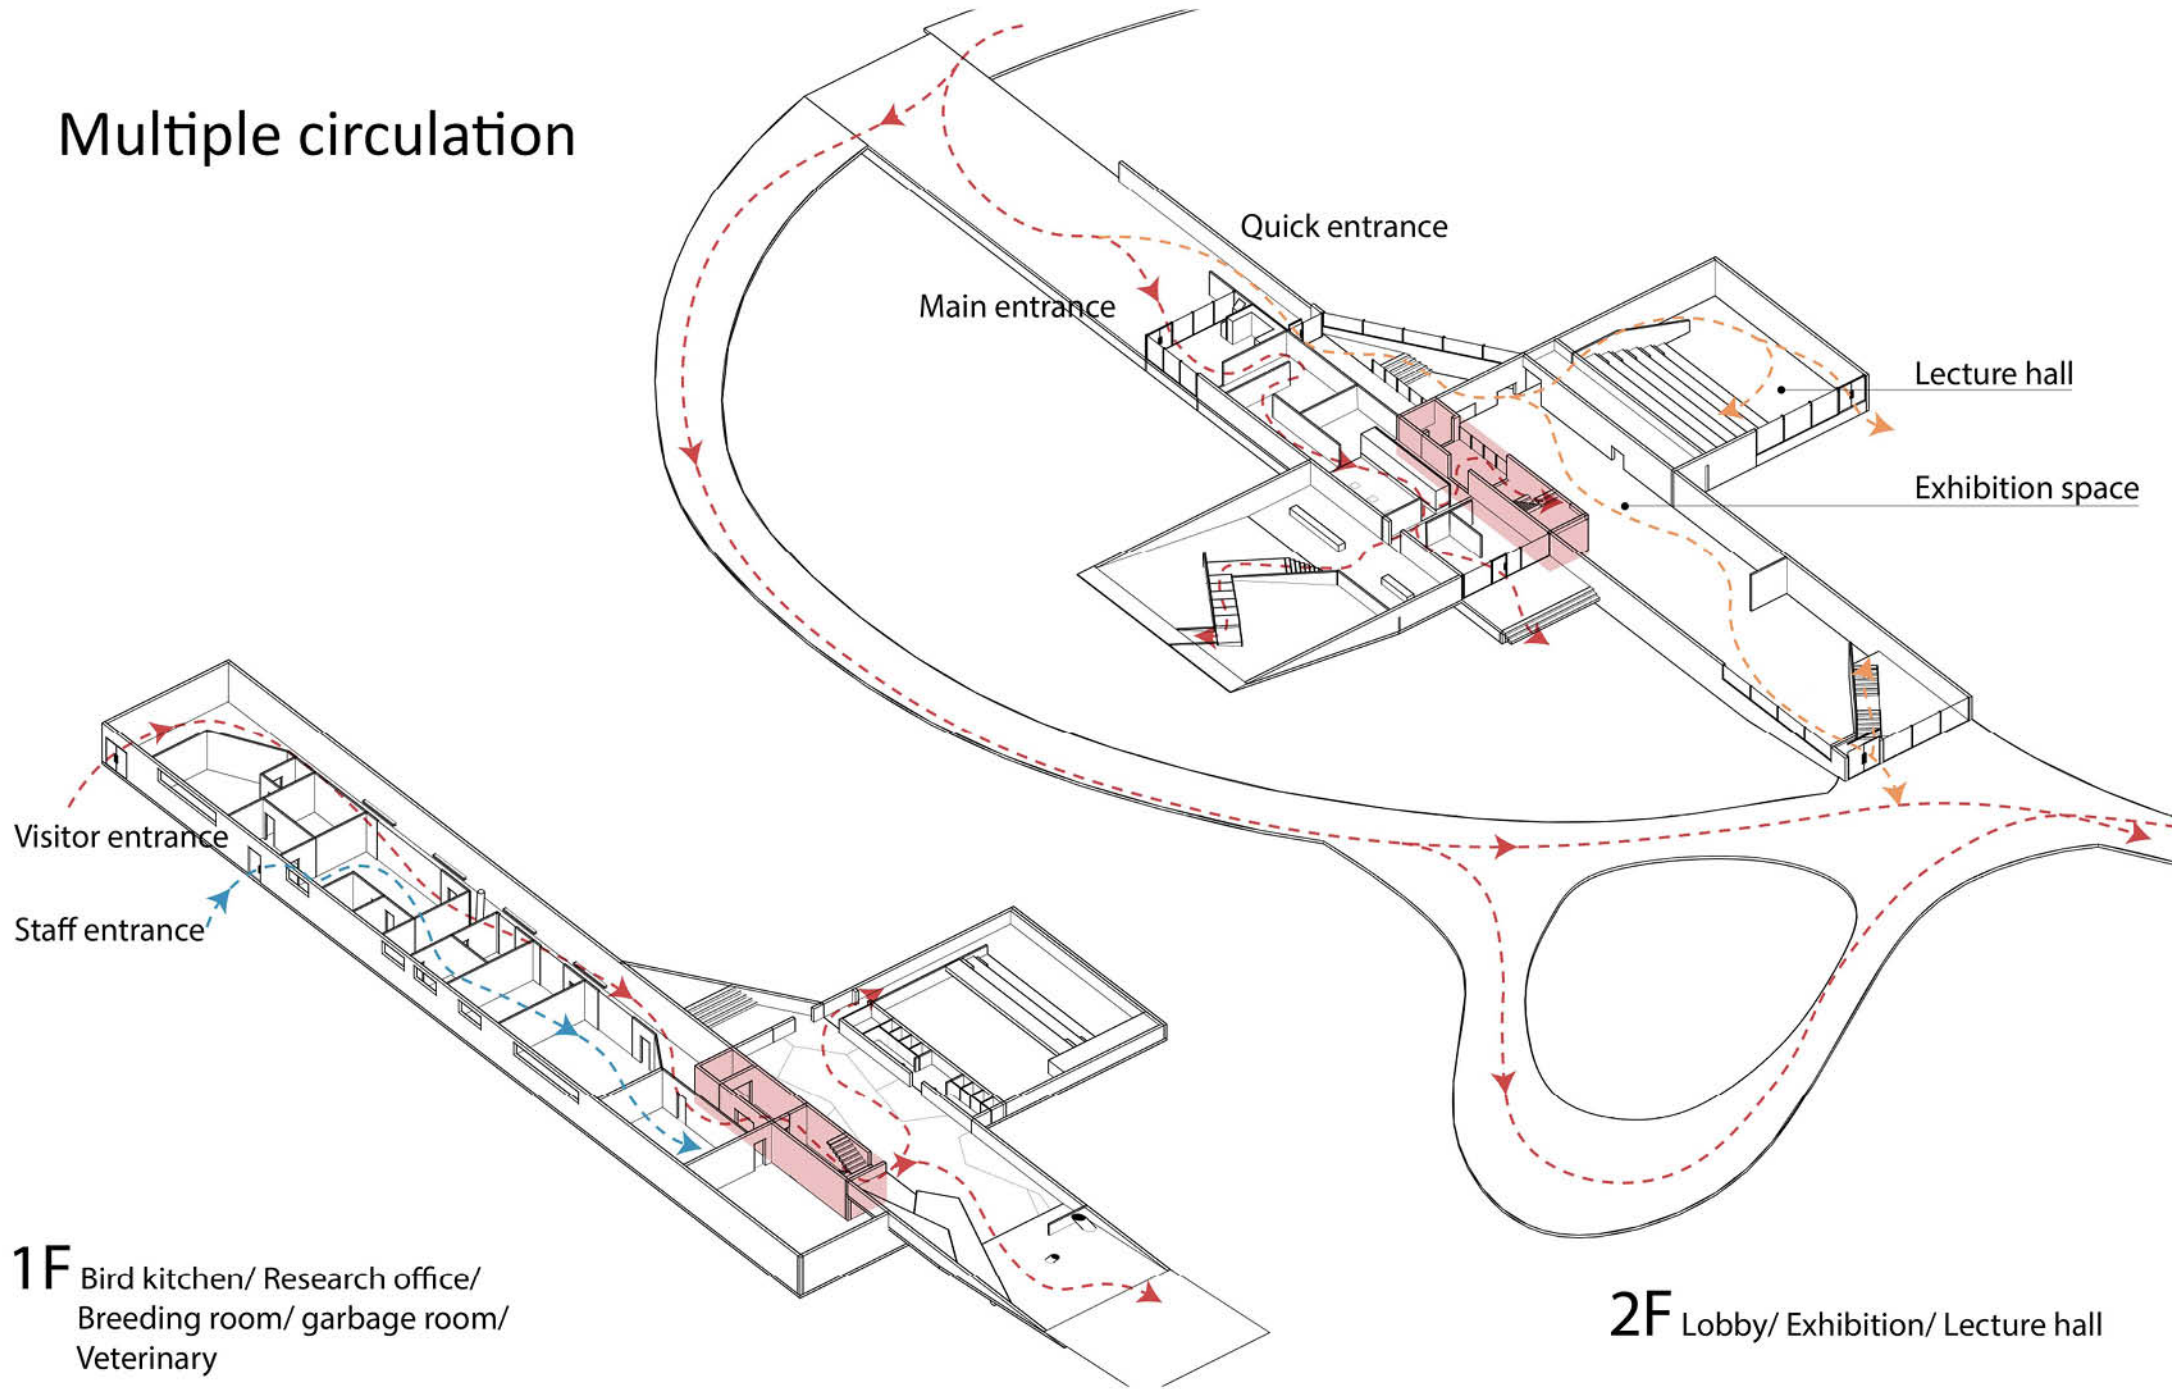 Multiple circulation
Quick entrance
Main entrance
Lecture hall
Exhibition space
Visitor entrance
Staff entrance
1F Bird kitchen/ Research office/
Breeding room/ garbage room/
Veterinary
2F Lobby/ Exhibition/ Lecture hall